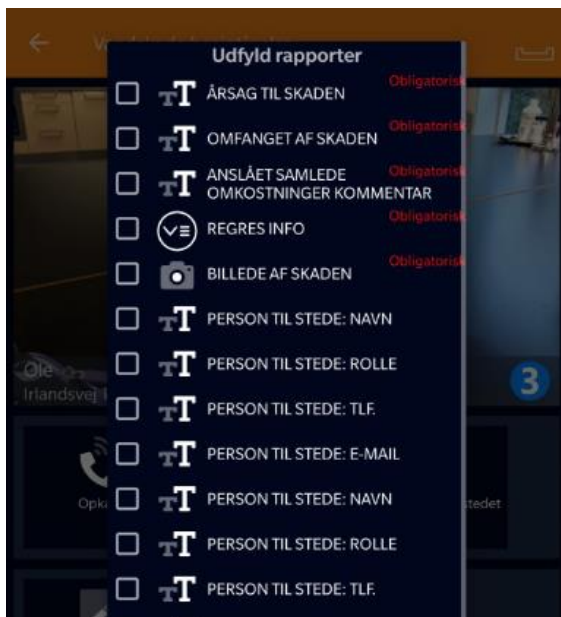 Udfyld rapporter
ÅRSAG TIL SKADEN
Obligatorisk
OMFANGET AF SKADEN
Obligatorisk
ANSLÅET SAMLEDE
OMKOSTNINGER KOMMENTAR
Obligatorisk
REGRES INFO
Obligatorisk
BILLEDE AF SKADEN
Obligatorisk
PERSON TIL STEDE: NAVN
PERSON TIL STEDE: ROLLE
PERSON TIL STEDE: TLF.
PERSON TIL STEDE: E-MAIL
PERSON TIL STEDE: NAVN
PERSON TIL STEDE: ROLLE
PERSON TIL STEDE: TLF.
Ole
Irlandsvej
3